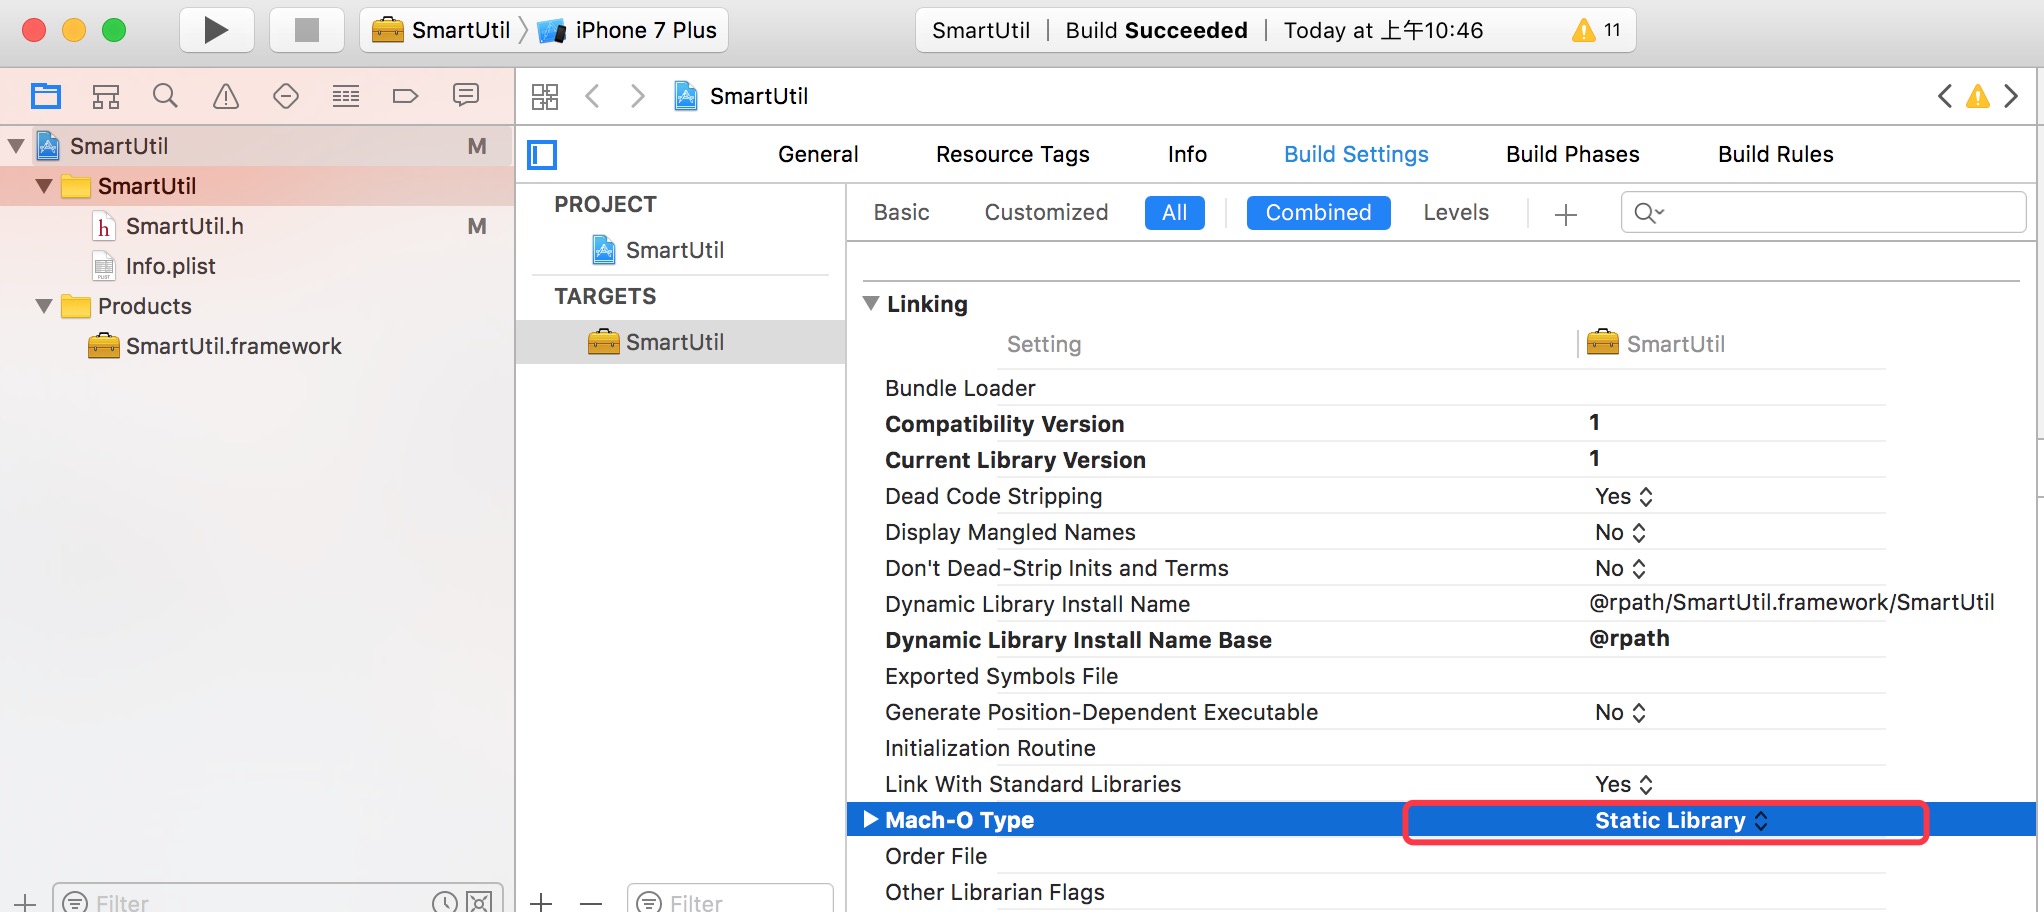 SmartUtil iPhone 7 Plus
SmartUtil | Build Succeeded | Today at 上午10:46 11
SmartUtil M
SmartUtil
h SmartUtil.h M
Info.plist
Products
SmartUtil.framework
SmartUtil
General Resource Tags Info Build Settings Build Phases Build Rules
PROJECT
SmartUtil
TARGETS
SmartUtil
Basic Customized All Combined Levels
Linking
Setting SmartUtil
Bundle Loader
Compatibility Version 1
Current Library Version 1
Dead Code Stripping Yes
Display Mangled Names No
Don't Dead-Strip Inits and Terms No
Dynamic Library Install Name @rpath/SmartUtil.framework/SmartUtil
Dynamic Library Install Name Base @rpath
Exported Symbols File
Generate Position-Dependent Executable No
Initialization Routine
Link With Standard Libraries Yes
Mach-O Type Static Library
Order File
Other Librarian Flags
Filter
Filter